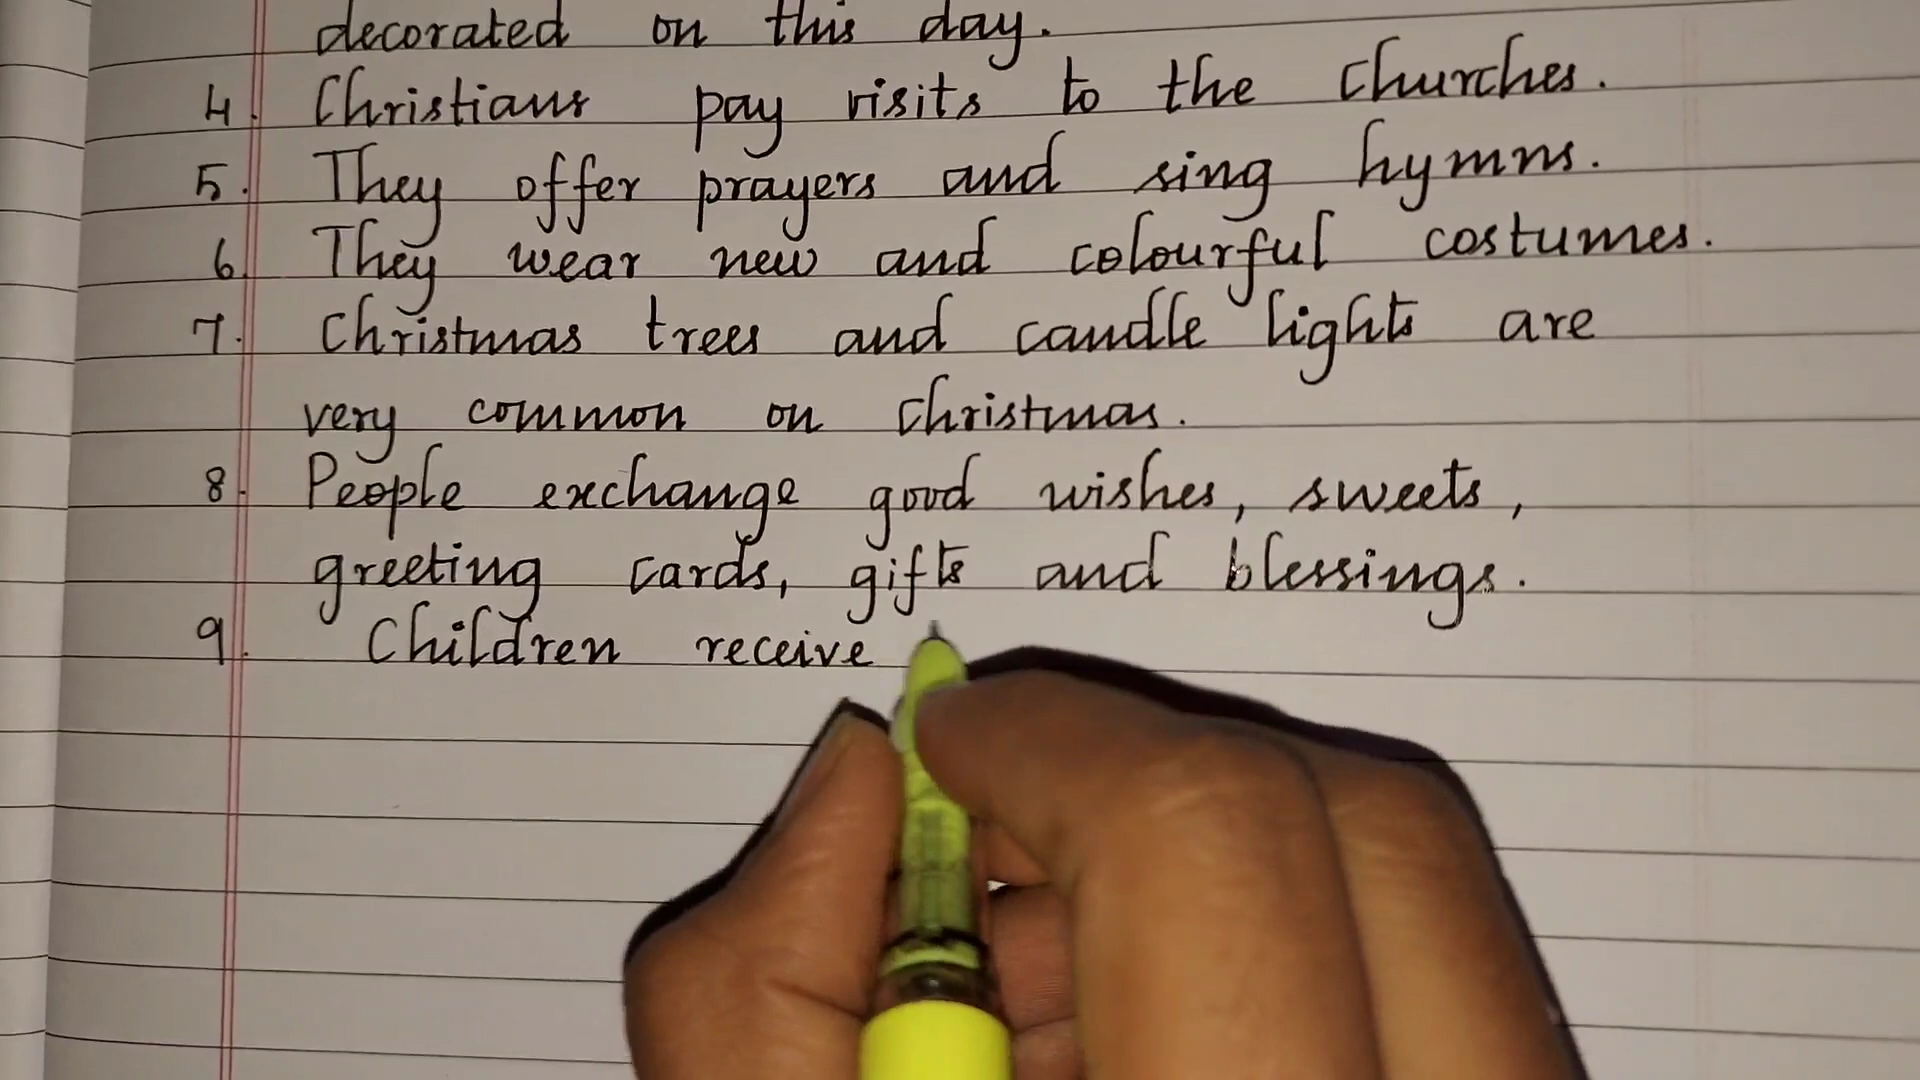 decorated on this day.
4. Christians pay visits to the churches.
5. They offer prayers and sing hymns.
6. They wear new and colourful costumes.
7. Christmas trees and candle lights are
very common on Christmas.
8. People exchange good wishes, sweets,
greeting cards, gifts and blessings.
9. Children receive